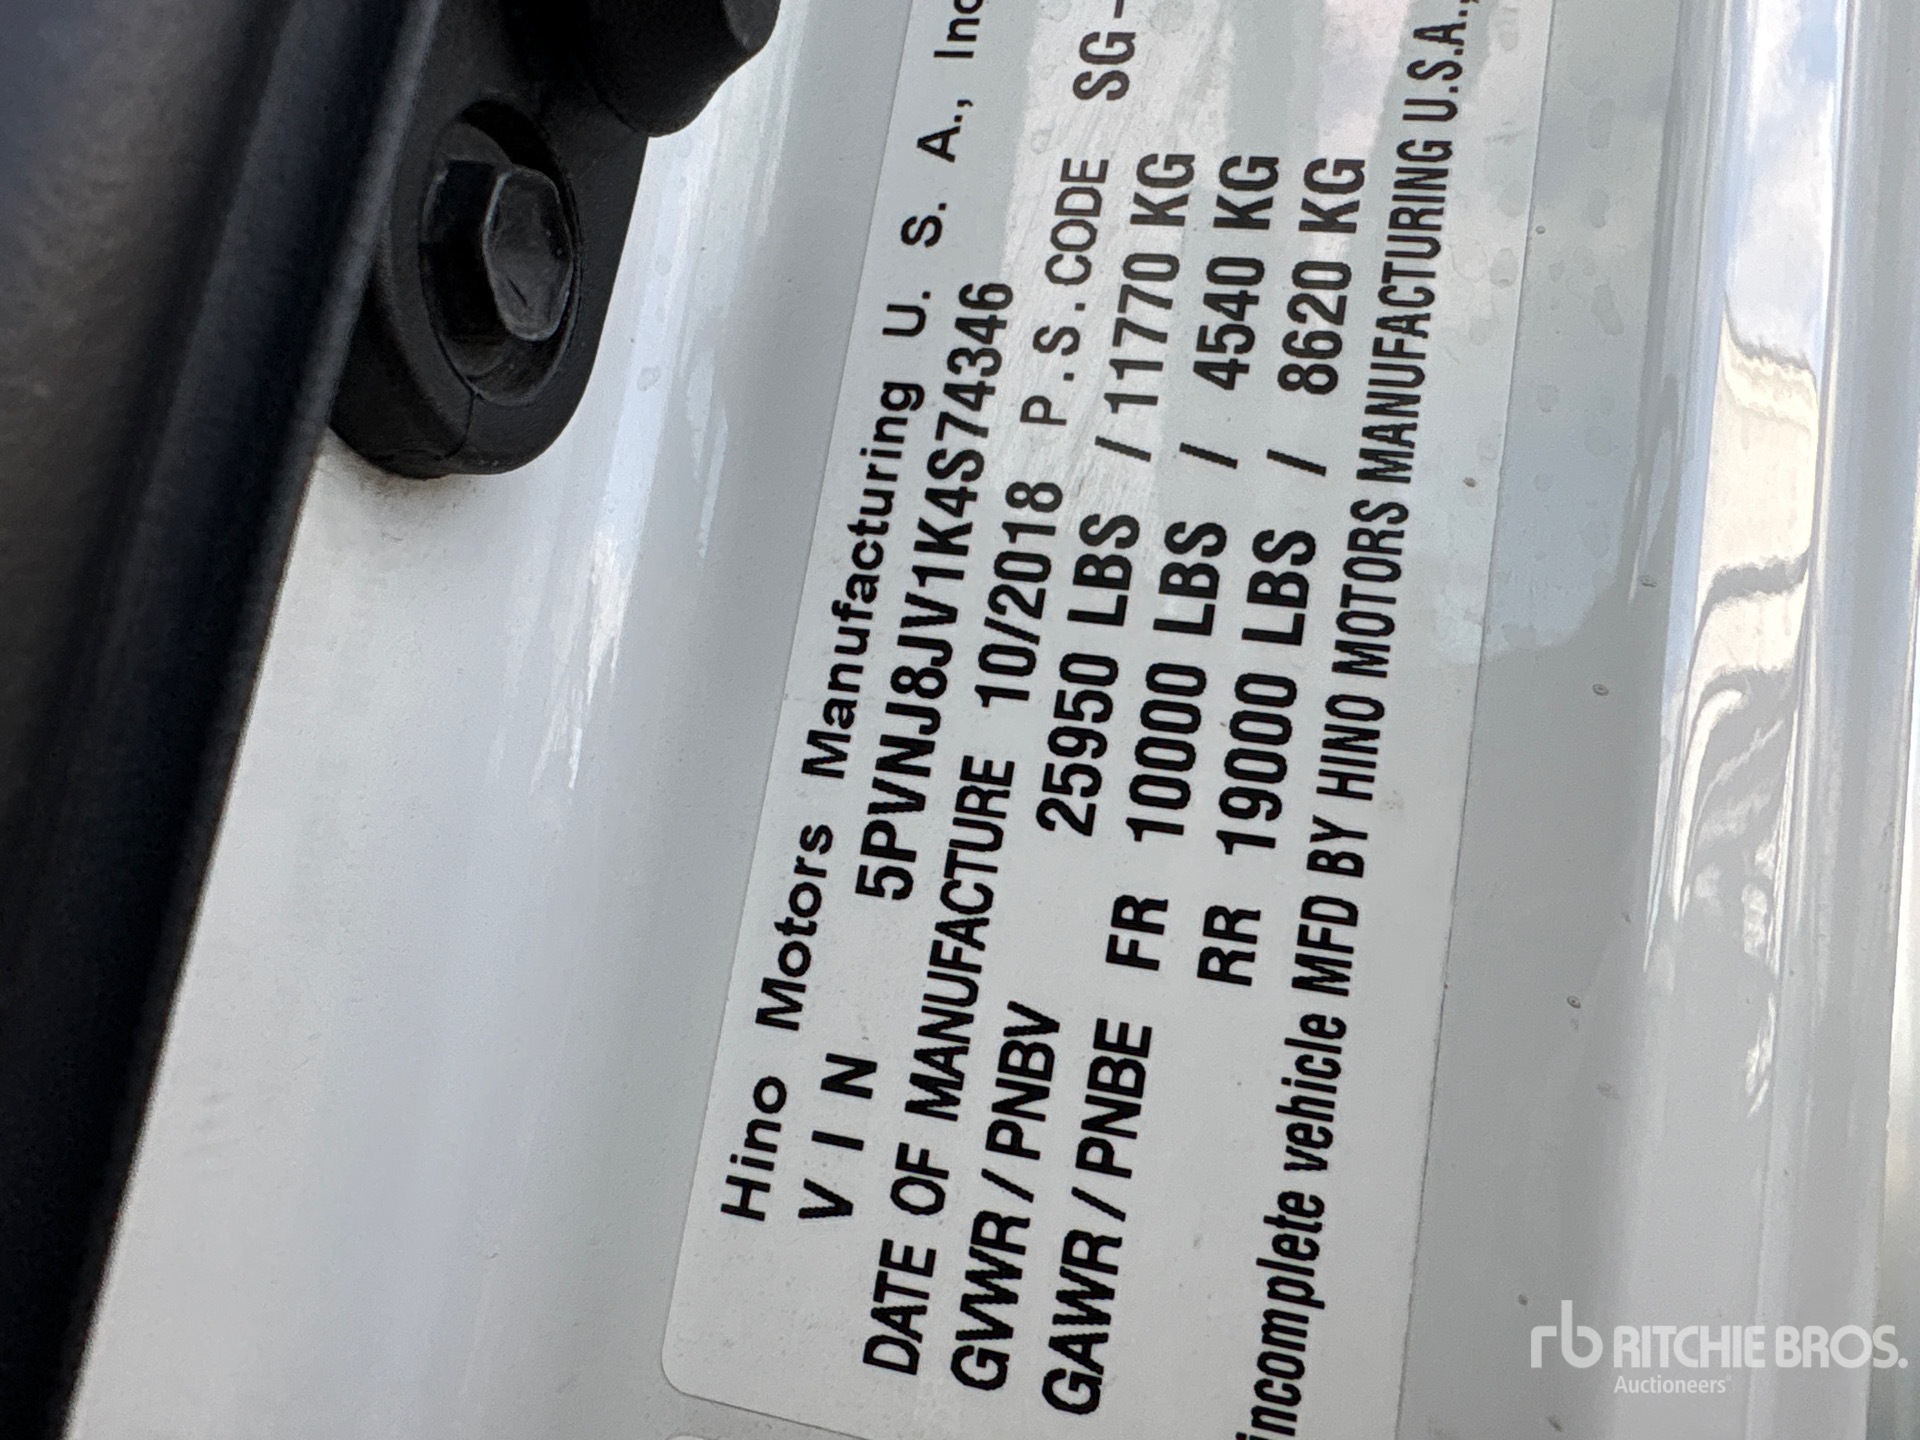 Hino Motors Manufacturing U. S. A., Inc
VIN 5PVNJ8JV1K4S74346
DATE OF MANUFACTURE 10/2018 P.S.CODE SG-
GVWR/PNBV 25950 LBS /11770 KG
GAWR/PNBE FR 10000 LBS / 4540 KG
RR 19000 LBS / 8620 KG
incomplete vehicle MFD BY HINO MOTORS MANUFACTURING U.S.A.,
rb RITCHIE BROS.
Auctioneers